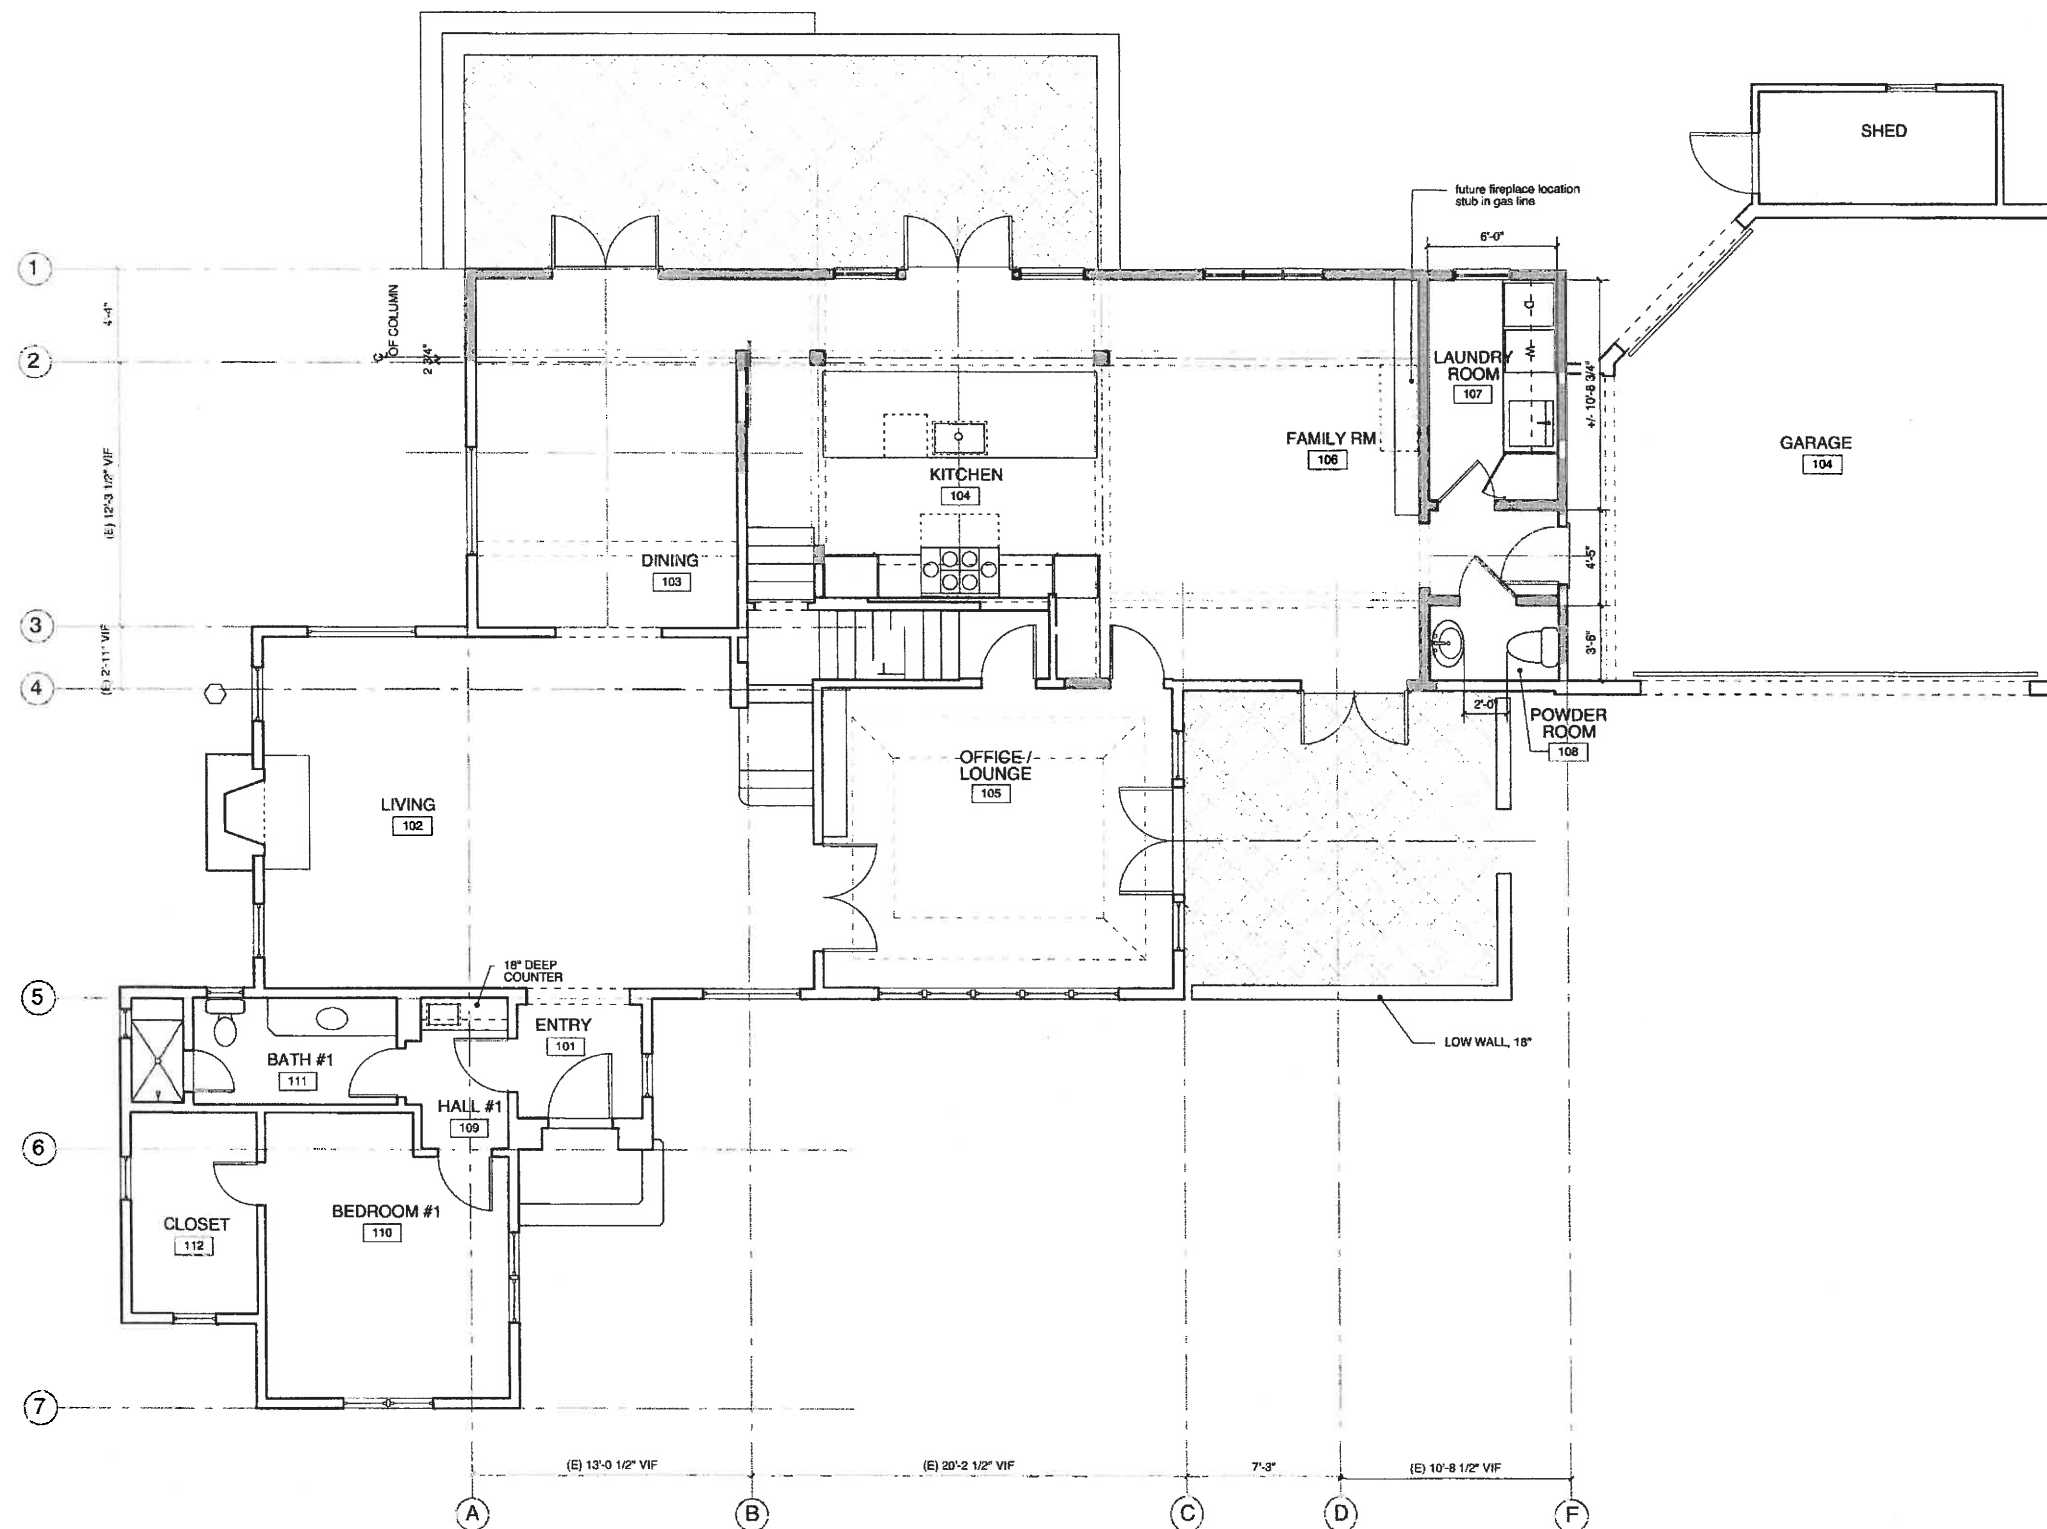 SHED
future fireplace location
stub in gas line
6'-0"
1
4'-4"
OF COLUMN
2 3/4"
2
LAUNDRY
ROOM
107
D
W
+/- 10'-8 3/4"
(E) 12'-3 1/2" VIF
FAMILY RM
106
GARAGE
104
KITCHEN
104
DINING
103
4'-5"
3
3'-6"
(E) 2'-11" VIF
4
2'-0"
POWDER
ROOM
108
OFFICE /
LOUNGE
105
LIVING
102
18" DEEP
COUNTER
5
ENTRY
101
LOW WALL, 18"
BATH #1
111
HALL #1
109
6
BEDROOM #1
110
CLOSET
112
7
(E) 13'-0 1/2" VIF
(E) 20'-2 1/2" VIF
7'-3"
(E) 10'-8 1/2" VIF
A
B
C
D
F